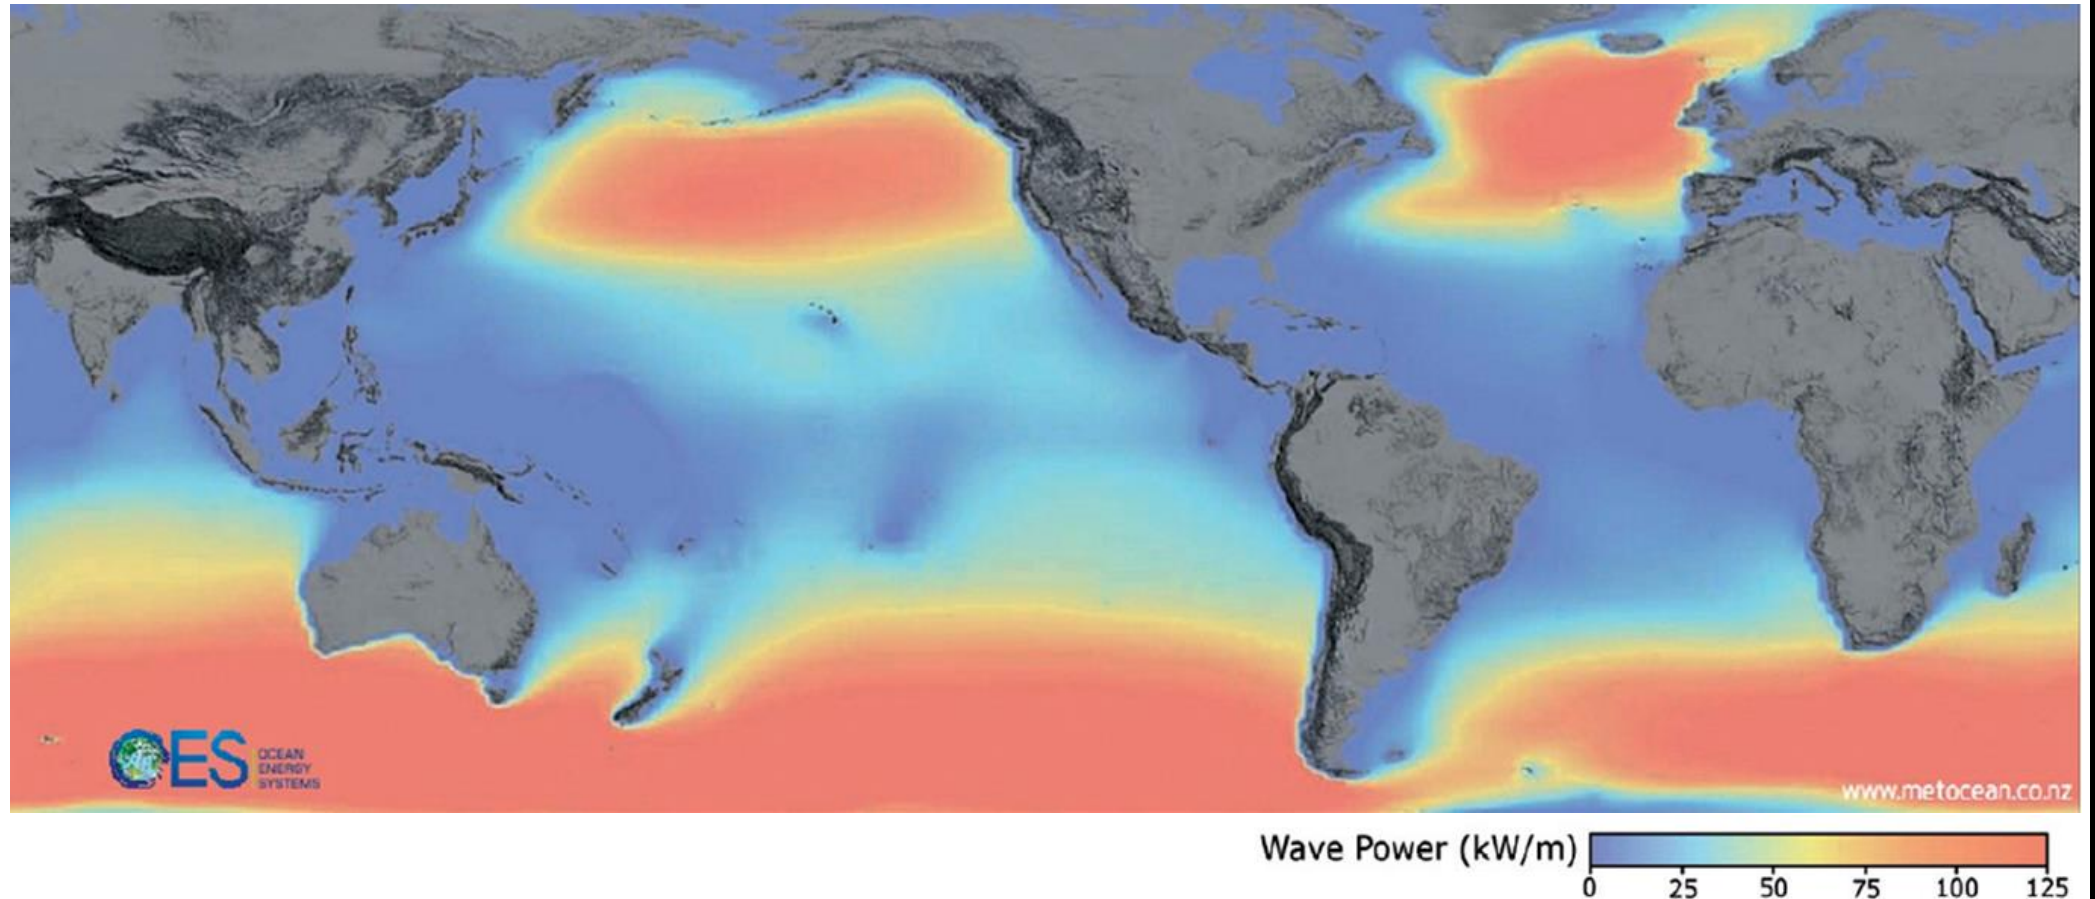 OES
OCEAN
ENERGY
SYSTEMS
www.metocean.co.nz
Wave Power (kW/m)
0 25 50 75 100 125